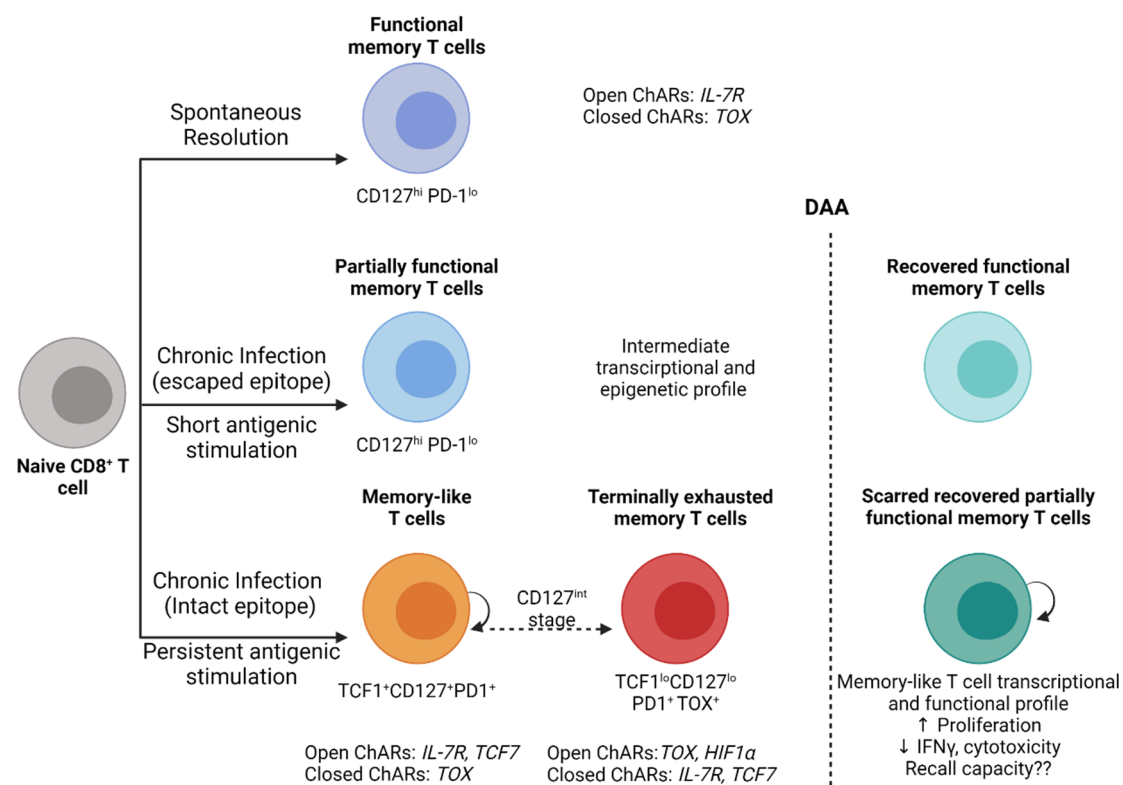 Functional
memory T cells
Spontaneous
Resolution
CD127ʰⁱ PD-1ˡᵒ
Open ChARs: IL-7R
Closed ChARs: TOX
DAA
Partially functional
memory T cells
Chronic Infection
(escaped epitope)
Short antigenic
stimulation
CD127ʰⁱ PD-1ˡᵒ
Intermediate
transcirptional and
epigenetic profile
Recovered functional
memory T cells
Naive CD8⁺ T
cell
Memory-like
T cells
Chronic Infection
(Intact epitope)
Persistent antigenic
stimulation
TCF1⁺CD127⁺PD1⁺
CD127ⁱⁿᵗ
stage
Terminally exhausted
memory T cells
TCF1ˡᵒCD127ˡᵒ
PD1⁺ TOX⁺
Open ChARs: IL-7R, TCF7
Closed ChARs: TOX
Open ChARs:TOX, HIF1α
Closed ChARs: IL-7R, TCF7
Scarred recovered partially
functional memory T cells
Memory-like T cell transcriptional
and functional profile
↑ Proliferation
↓ IFNγ, cytotoxicity
Recall capacity??